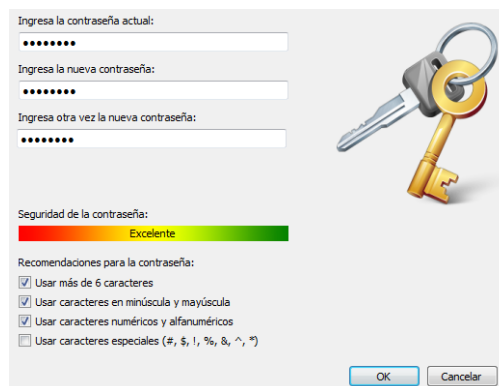 Ingresa la contraseña actual:
●●●●●●●●
Ingresa la nueva contraseña:
●●●●●●●●
Ingresa otra vez la nueva contraseña:
●●●●●●●●
Seguridad de la contraseña:
Excelente
Recomendaciones para la contraseña:
Usar más de 6 caracteres
Usar caracteres en minúscula y mayúscula
Usar caracteres numéricos y alfanuméricos
Usar caracteres especiales (#, $, !, %, &, ^, *)
OK Cancelar